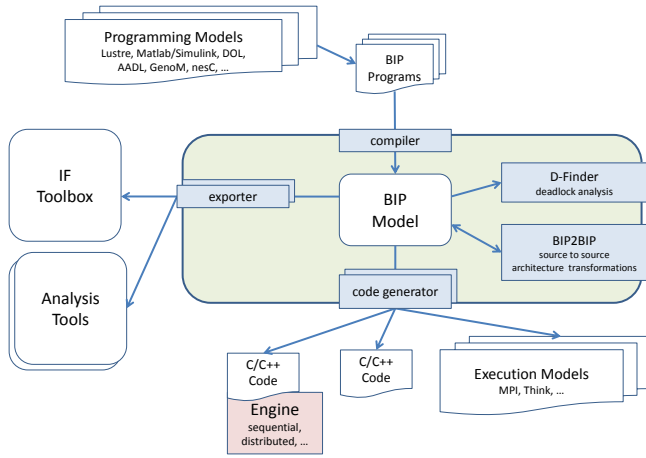 Programming Models
Lustre, Matlab/Simulink, DOL,
AADL, GenoM, nesC, ...
BIP
Programs
compiler
IF
Toolbox
exporter
BIP
Model
D-Finder
deadlock analysis
BIP2BIP
source to source
architecture transformations
Analysis
Tools
code generator
C/C++
Code
Engine
sequential,
distributed, ...
C/C++
Code
Execution Models
MPI, Think, ...